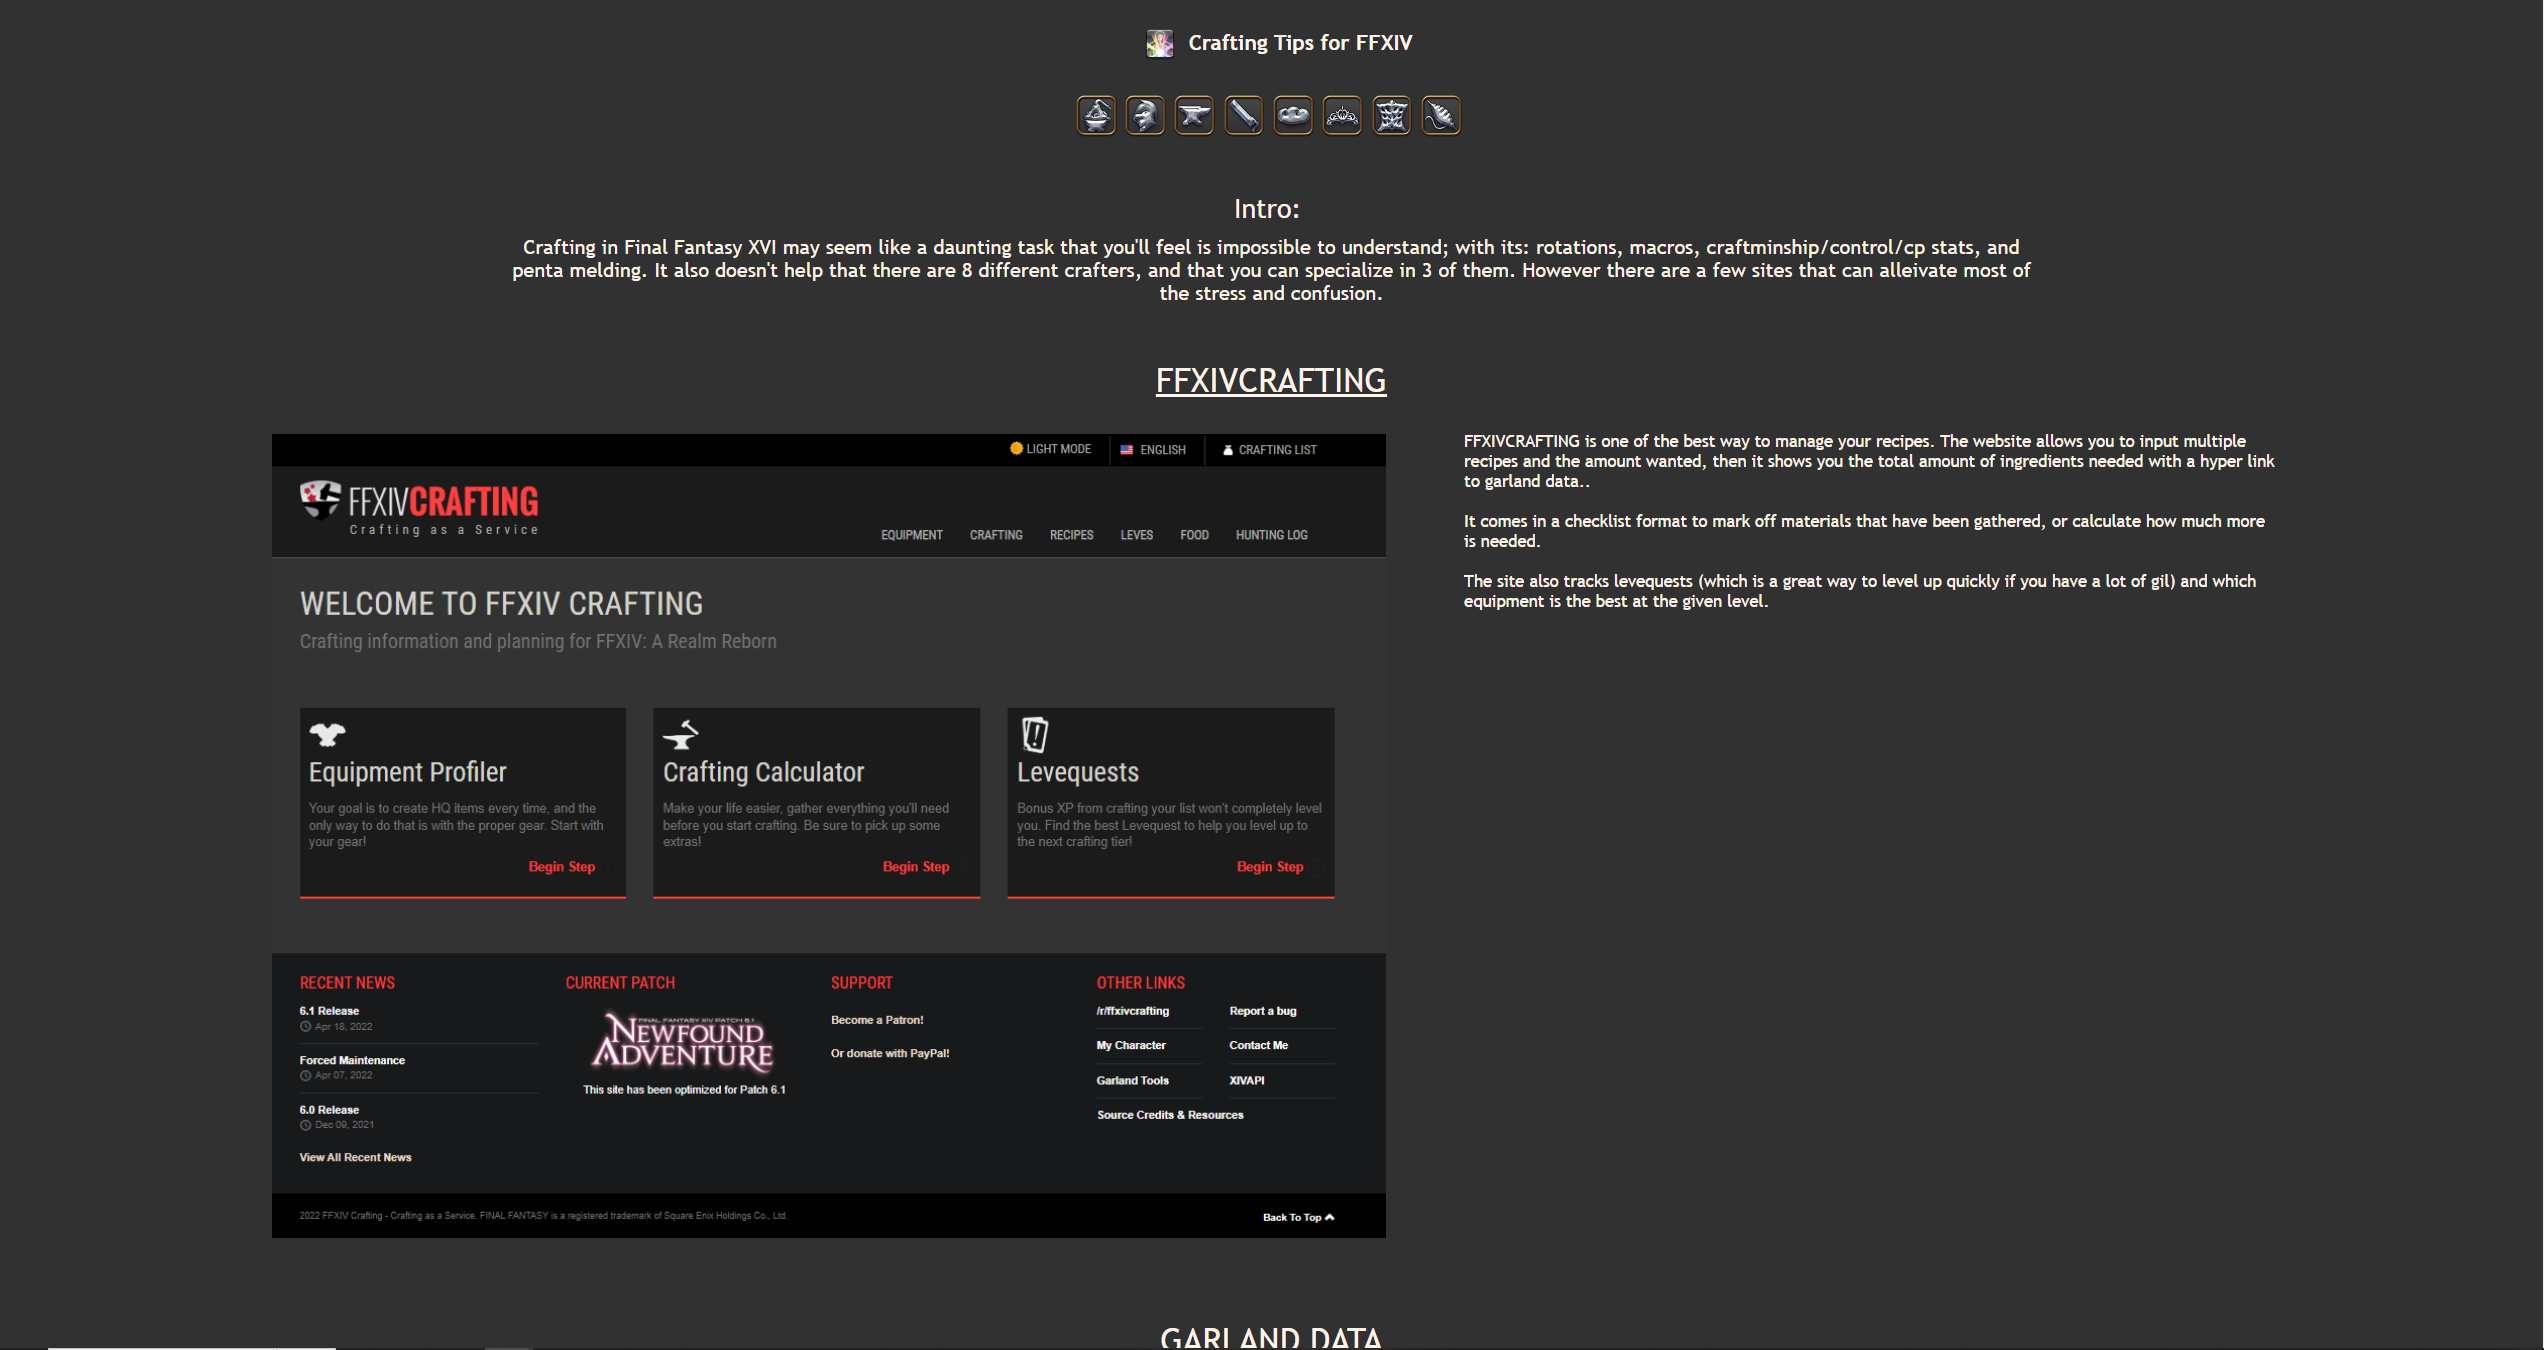 Crafting Tips for FFXIV
Intro:
Crafting in Final Fantasy XVI may seem like a daunting task that you'll feel is impossible to understand; with its: rotations, macros, craftminship/control/cp stats, and
penta melding. It also doesn't help that there are 8 different crafters, and that you can specialize in 3 of them. However there are a few sites that can alleivate most of
the stress and confusion.
FFXIVCRAFTING
LIGHT MODE
ENGLISH
CRAFTING LIST
FFXIVCRAFTING
Crafting as a Service
EQUIPMENT
CRAFTING
RECIPES
LEVES
FOOD
HUNTING LOG
WELCOME TO FFXIV CRAFTING
Crafting information and planning for FFXIV: A Realm Reborn
Equipment Profiler
Your goal is to create HQ items every time, and the
only way to do that is with the proper gear. Start with
your gear!
Begin Step
Crafting Calculator
Make your life easier, gather everything you'll need
before you start crafting. Be sure to pick up some
extras!
Begin Step
Levequests
Bonus XP from crafting your list won't completely level
you. Find the best Levequest to help you level up to
the next crafting tier!
Begin Step
RECENT NEWS
6.1 Release
Apr 18, 2022
Forced Maintenance
Apr 07, 2022
6.0 Release
Dec 09, 2021
View All Recent News
CURRENT PATCH
FINAL FANTASY XIV PATCH 6.1
NEWFOUND
ADVENTURE
This site has been optimized for Patch 6.1
SUPPORT
Become a Patron!
Or donate with PayPal!
OTHER LINKS
/r/ffxivcrafting
Report a bug
My Character
Contact Me
Garland Tools
XIVAPI
Source Credits & Resources
2022 FFXIV Crafting - Crafting as a Service. FINAL FANTASY is a registered trademark of Square Enix Holdings Co., Ltd.
Back To Top
FFXIVCRAFTING is one of the best way to manage your recipes. The website allows you to input multiple
recipes and the amount wanted, then it shows you the total amount of ingredients needed with a hyper link
to garland data..
It comes in a checklist format to mark off materials that have been gathered, or calculate how much more
is needed.
The site also tracks levequests (which is a great way to level up quickly if you have a lot of gil) and which
equipment is the best at the given level.
GARLAND DATA